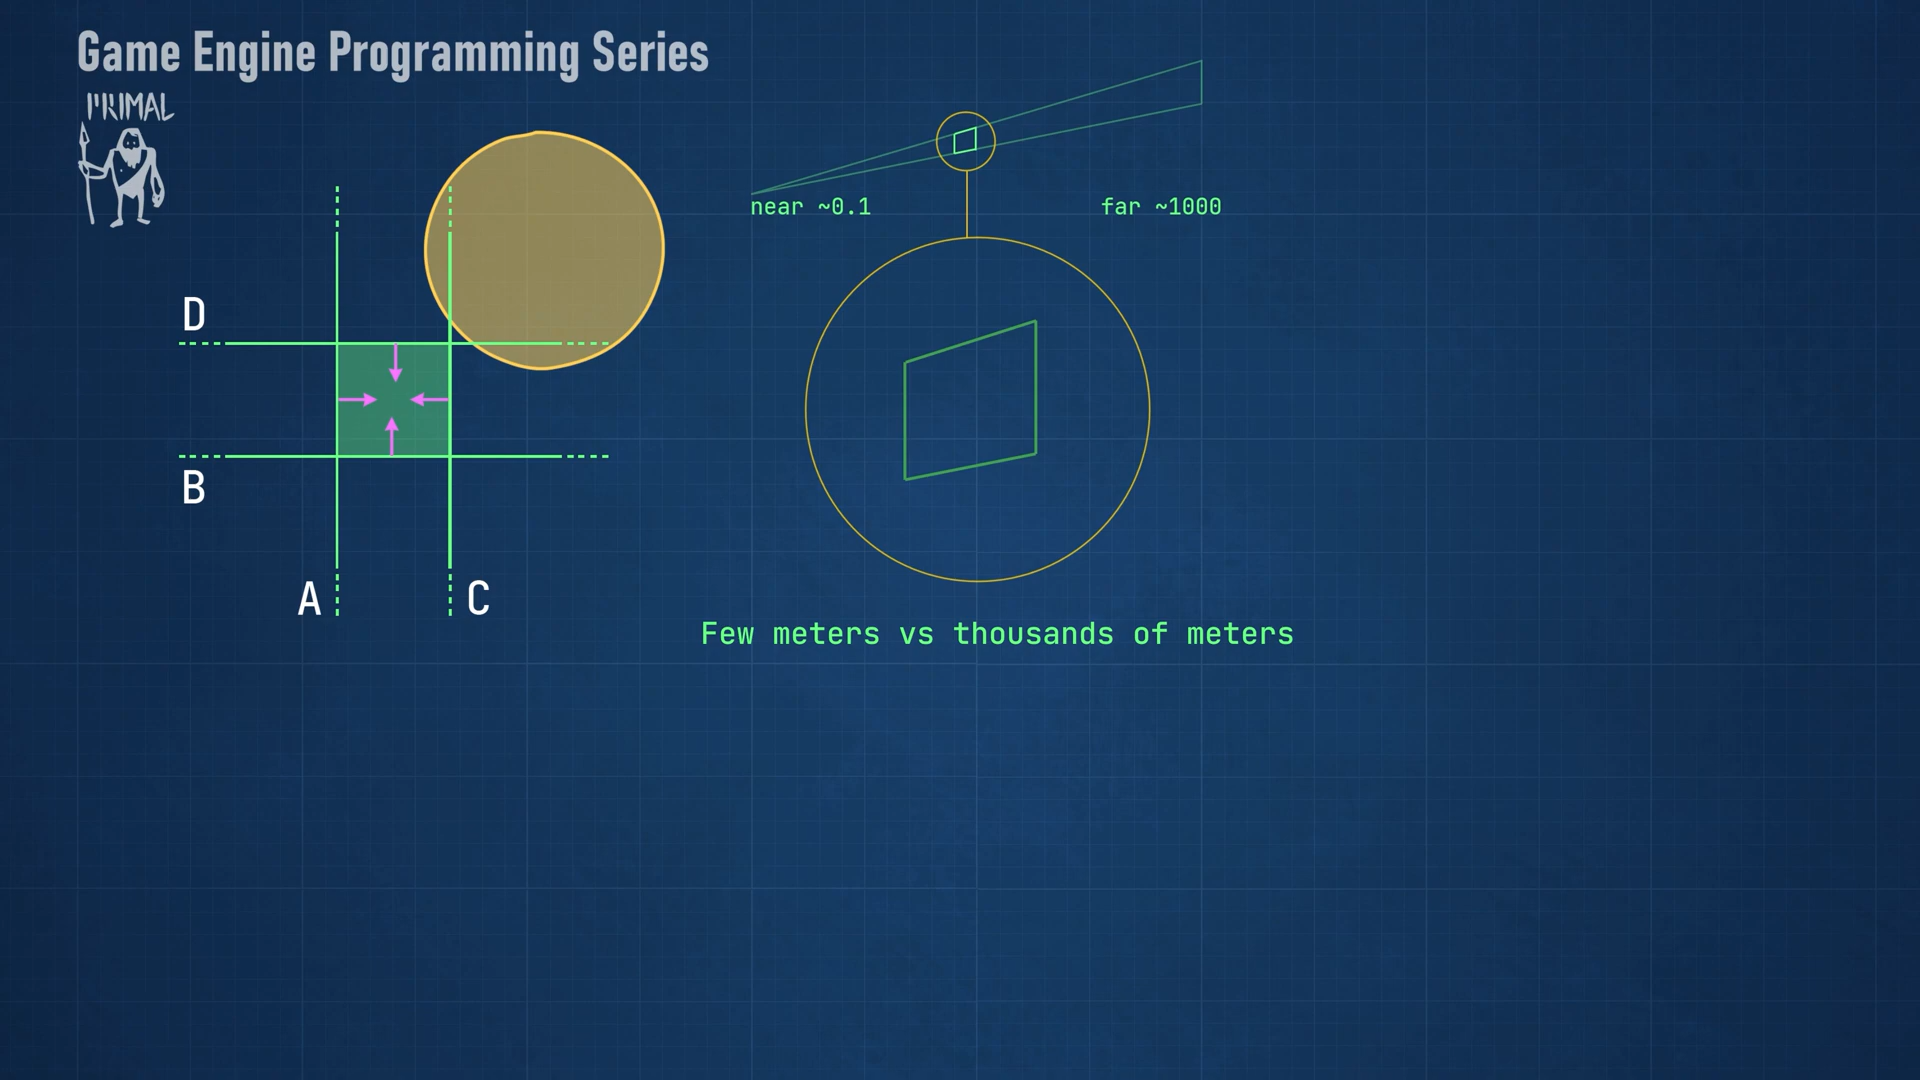 Game Engine Programming Series
PRIMAL
near ~0.1
far ~1000
D
B
A
C
Few meters vs thousands of meters